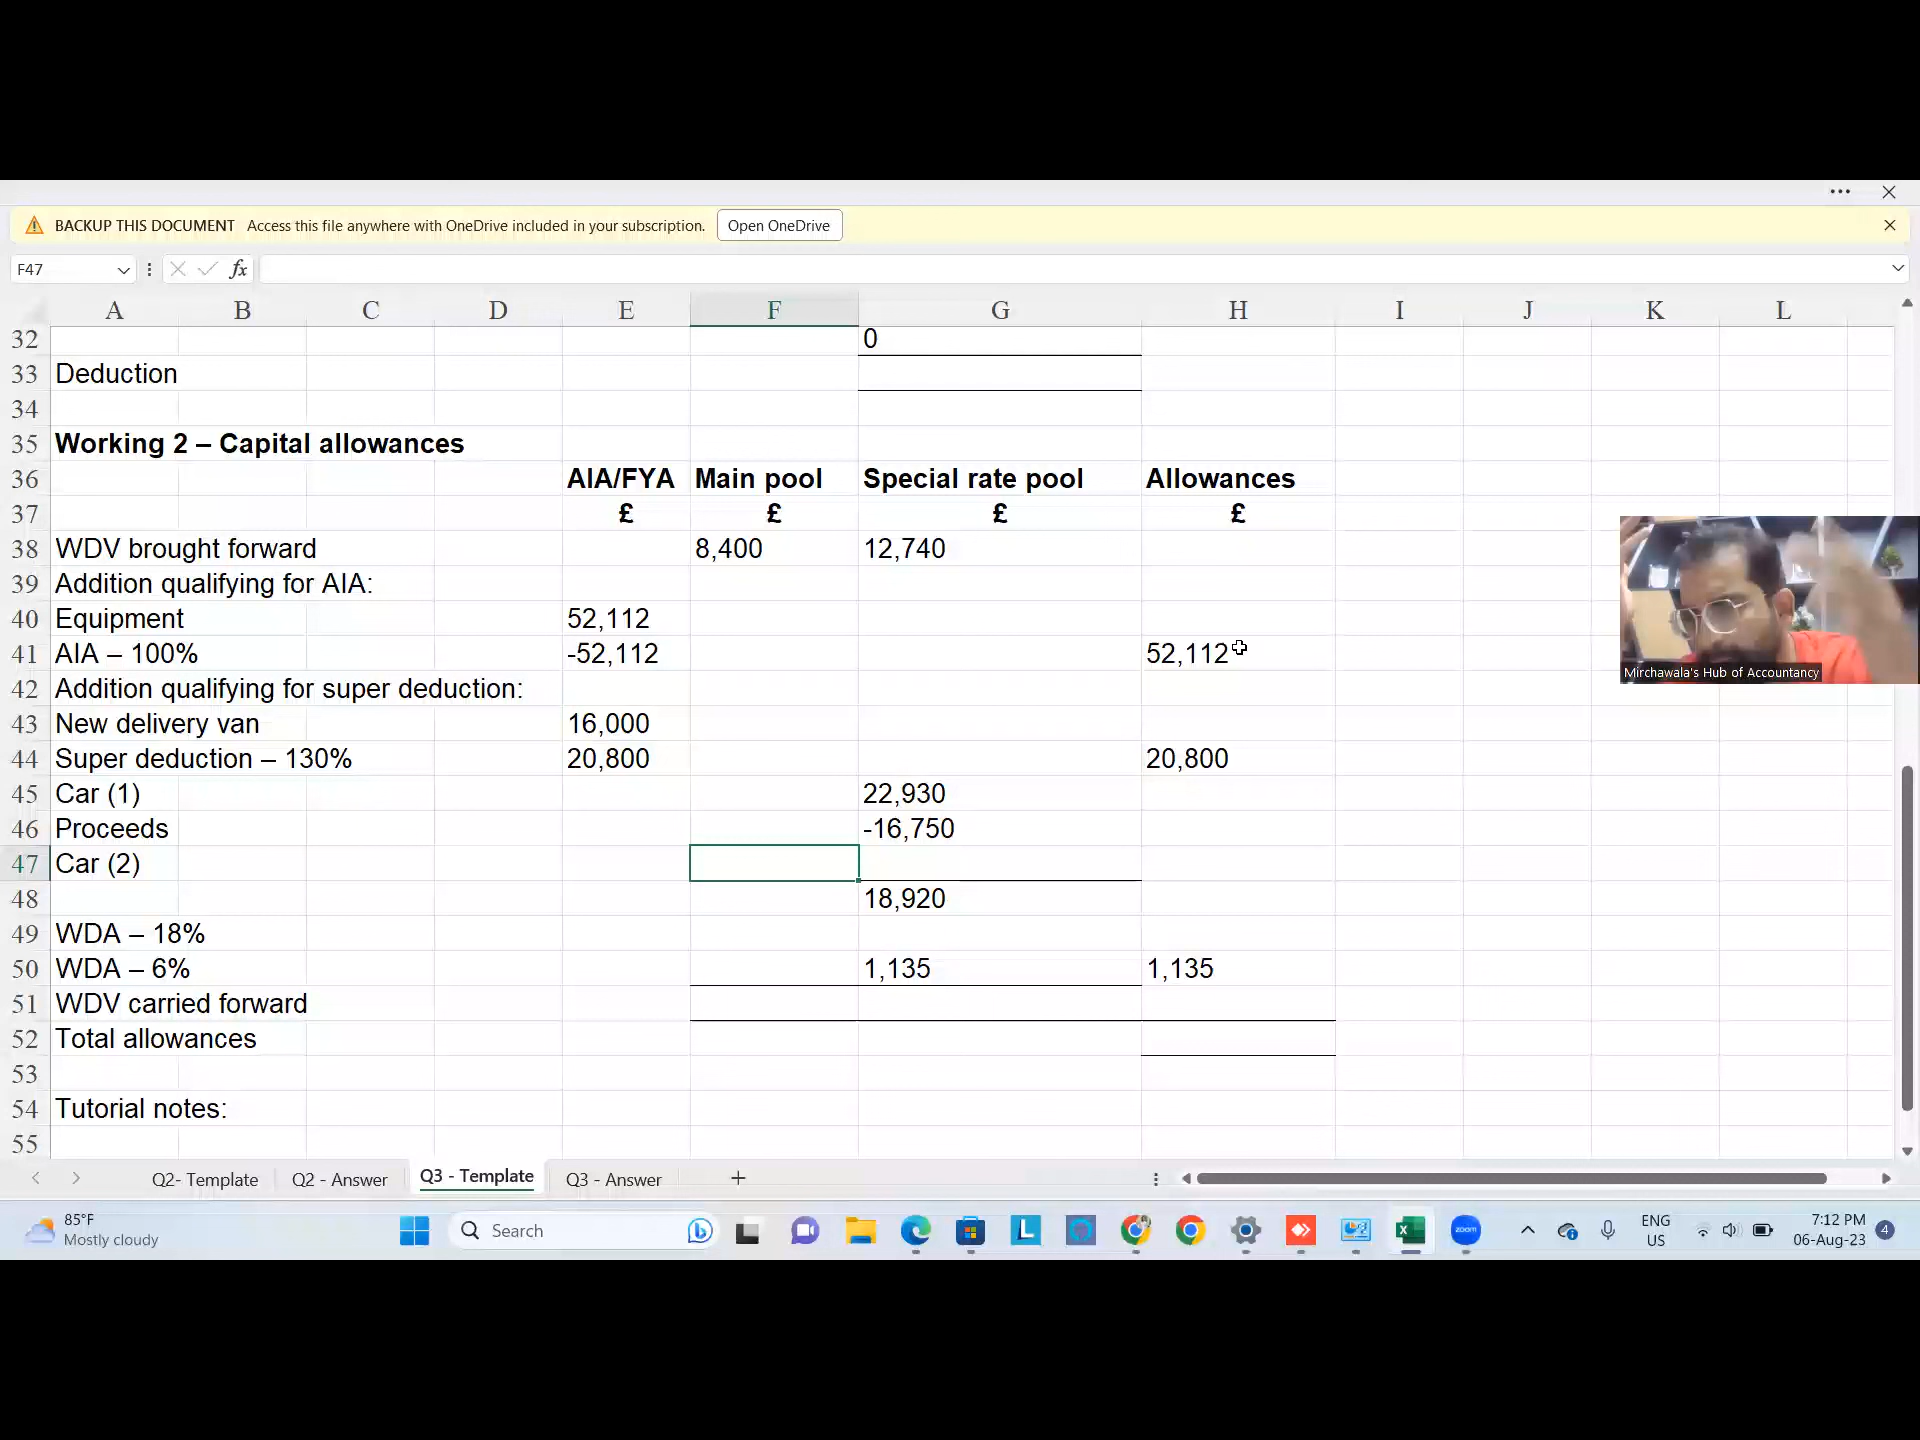 BACKUP THIS DOCUMENT Access this file anywhere with OneDrive included in your subscription. Open OneDrive
F47 fx
A B C D E F G H I J K L
32 0
33 Deduction
34
35 Working 2 – Capital allowances
36 AIA/FYA Main pool Special rate pool Allowances
37 £ £ £ £
38 WDV brought forward 8,400 12,740
39 Addition qualifying for AIA:
40 Equipment 52,112
41 AIA – 100% -52,112 52,112
42 Addition qualifying for super deduction:
43 New delivery van 16,000
44 Super deduction – 130% 20,800 20,800
45 Car (1) 22,930
46 Proceeds -16,750
47 Car (2)
48 18,920
49 WDA – 18%
50 WDA – 6% 1,135 1,135
51 WDV carried forward
52 Total allowances
53
54 Tutorial notes:
55
Mirchawala's Hub of Accountancy
Q2- Template Q2 - Answer Q3 - Template Q3 - Answer
85°F
Mostly cloudy
Search
L
zoom
ENG
US
7:12 PM
06-Aug-23
4